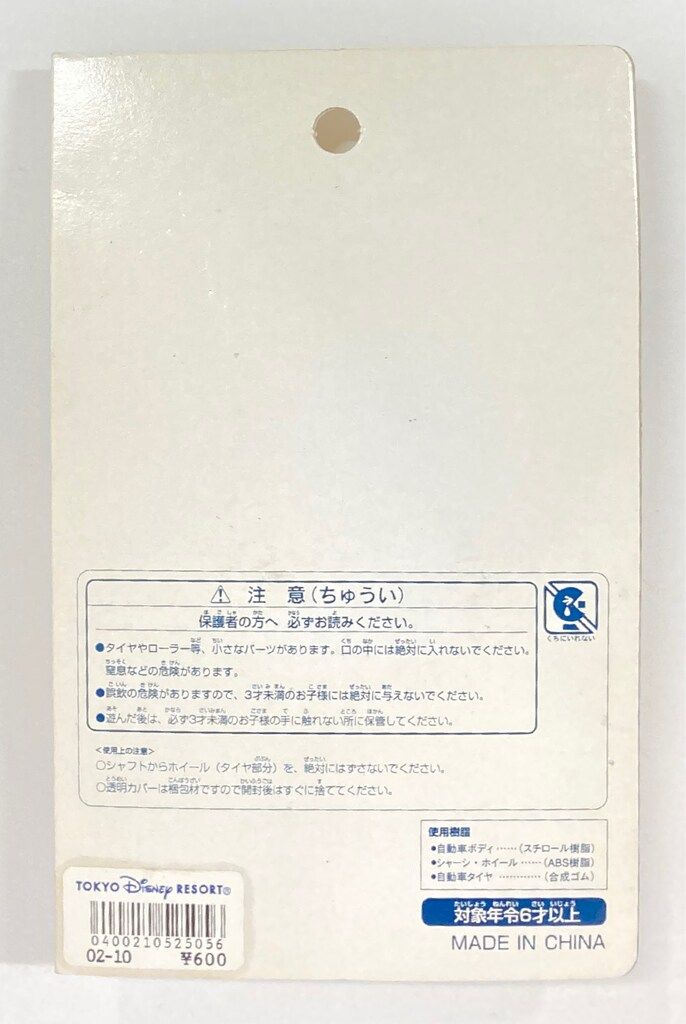 ⚠ 注 意(ちゅうい)
保護者の方へ 必ずお読みください。
●タイヤやローラー等、小さなパーツがあります。口の中には絶対に入れないでください。
窒息などの危険があります。
●誤飲の危険がありますので、3才未満のお子様には絶対に与えないでください。
●遊んだ後は、必ず3才未満のお子様の手に触れない所に保管してください。
くちにいれない
<使用上の注意>
○シャフトからホイール(タイヤ部分)を、絶対にはずさないでください。
○透明カバーは梱包材ですので開封後はすぐに捨ててください。
使用樹脂
●自動車ボディ……(スチロール樹脂)
●シャーシ・ホイール……(ABS樹脂)
●自動車タイヤ…………(合成ゴム)
対象年令6才以上
MADE IN CHINA
TOKYO Disney RESORT®
0400210525056
02-10 ¥600